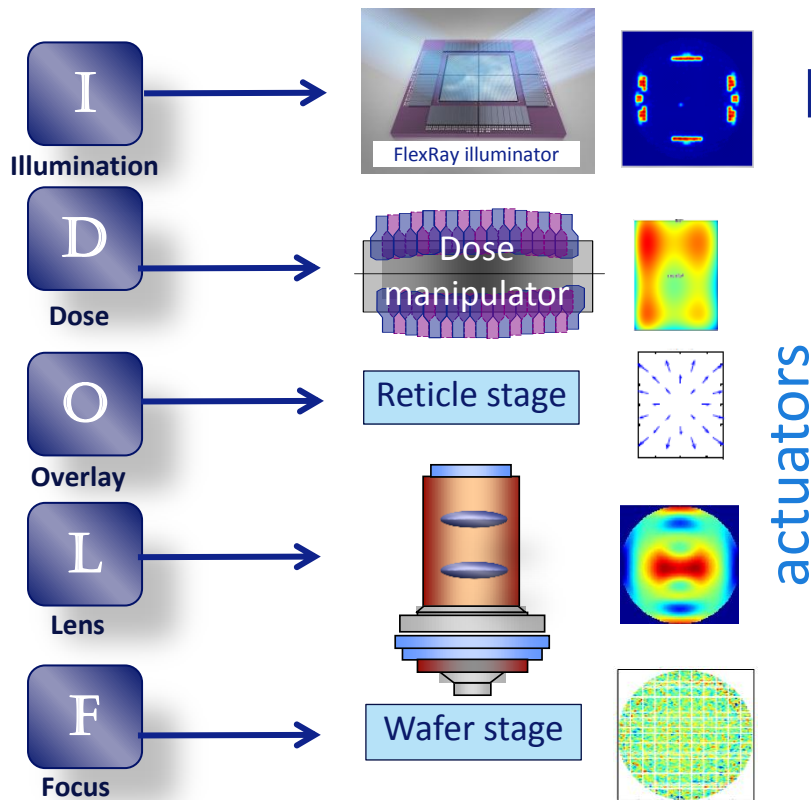 I
Illumination
FlexRay illuminator
D
Dose
Dose
manipulator
O
Overlay
Reticle stage
L
Lens
F
Focus
Wafer stage
actuators